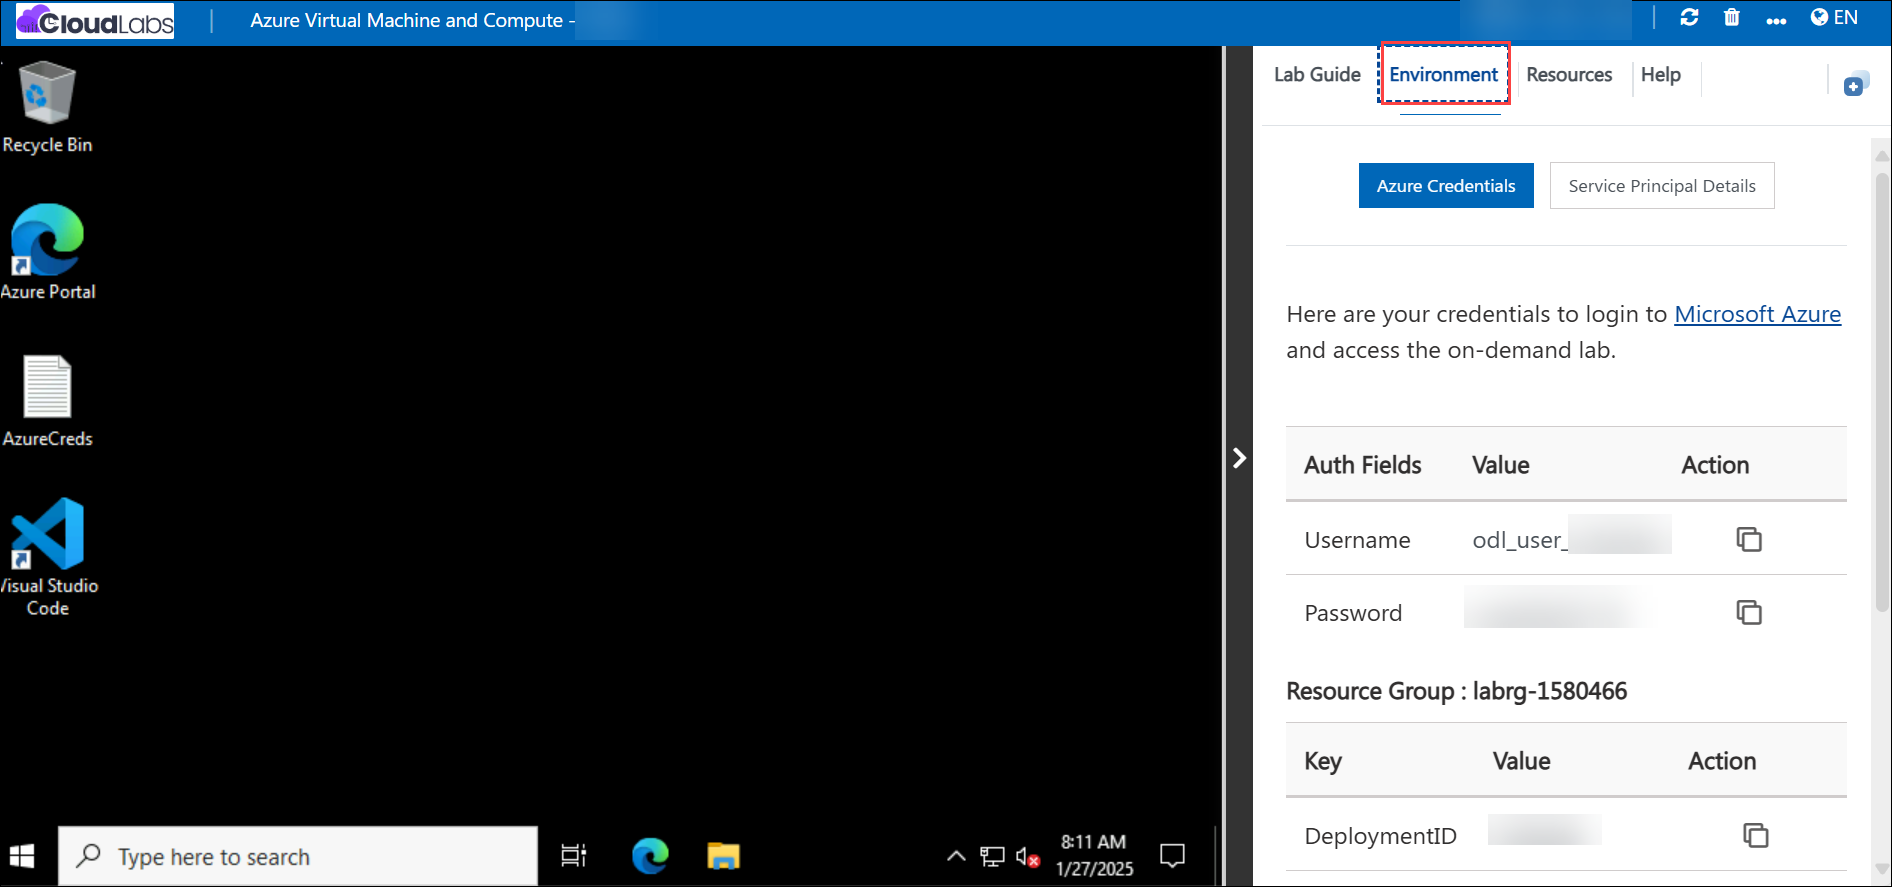 CloudLabs
Azure Virtual Machine and Compute -
EN
Recycle Bin
Azure Portal
AzureCreds
Visual Studio
Code
Type here to search
8:11 AM
1/27/2025
Lab Guide
Environment
Resources
Help
Azure Credentials
Service Principal Details
Here are your credentials to login to Microsoft Azure
and access the on-demand lab.
Auth Fields Value Action
Username odl_user_
Password
Resource Group : labrg-1580466
Key Value Action
DeploymentID